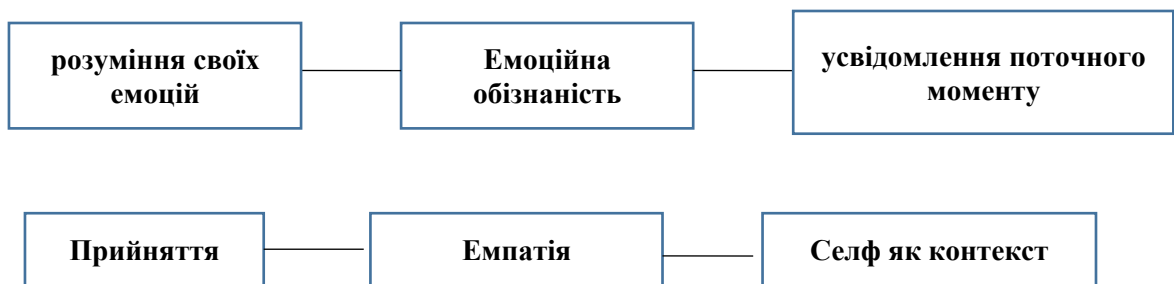 розуміння своїх
емоцій
Емоційна
обізнаність
усвідомлення поточного
моменту
Прийняття
Емпатія
Селф як контекст